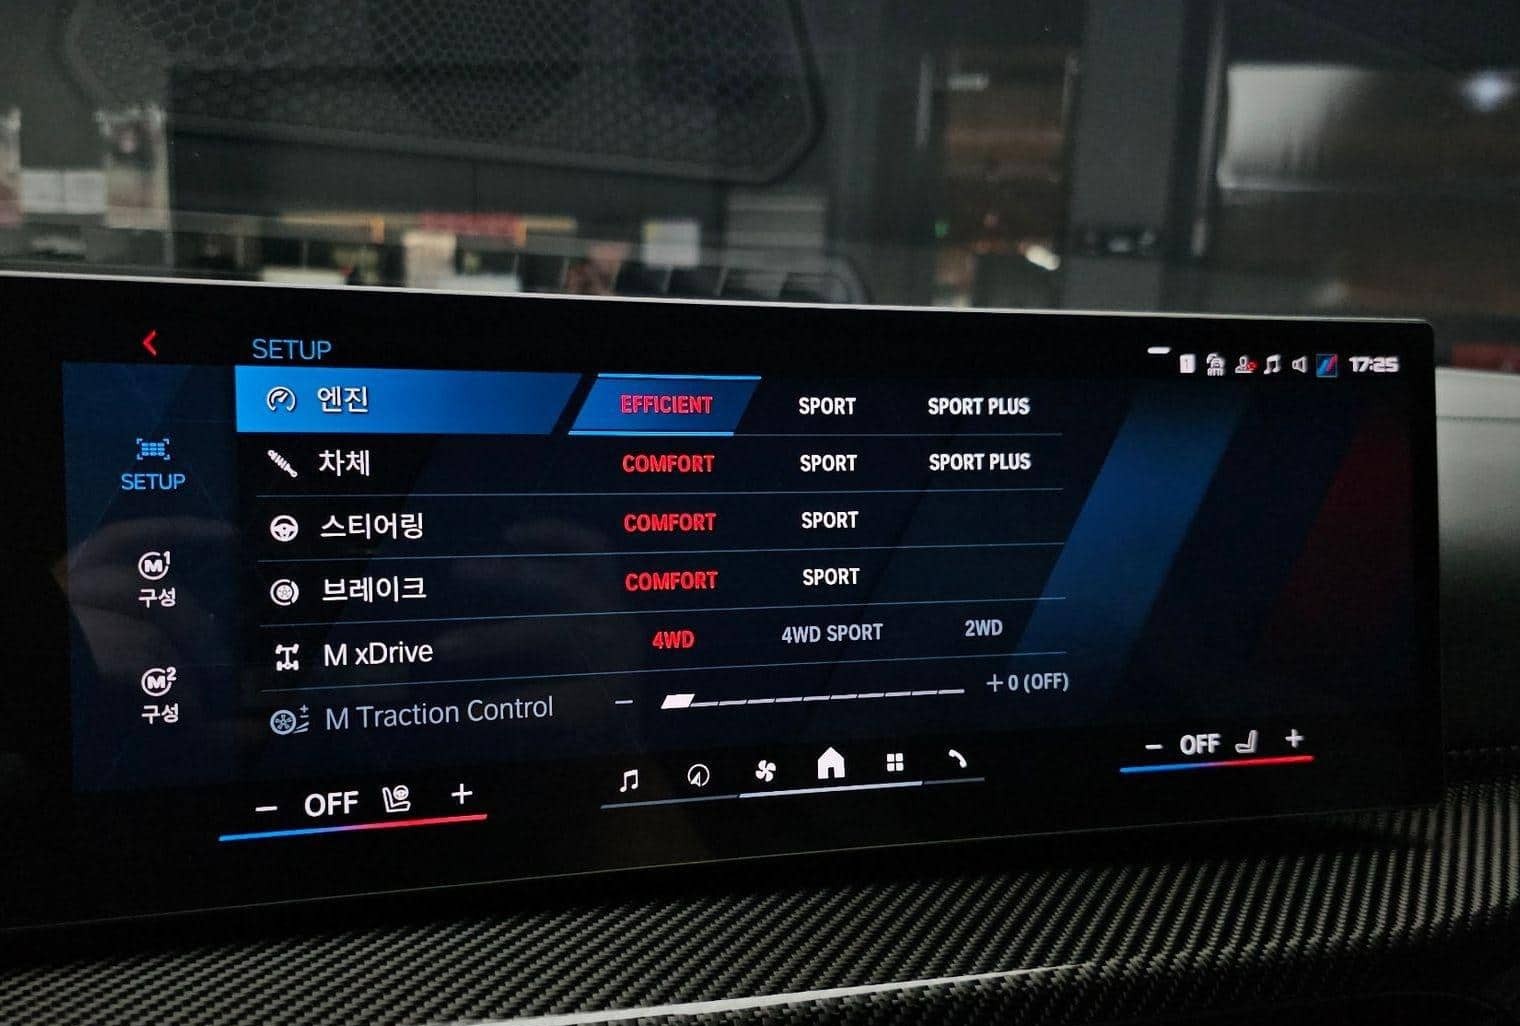 SETUP
17:25
엔진 EFFICIENT SPORT SPORT PLUS
차체 COMFORT SPORT SPORT PLUS
SETUP
스티어링 COMFORT SPORT
M1
구성
브레이크 COMFORT SPORT
M xDrive 4WD 4WD SPORT 2WD
M2
구성
M Traction Control − + 0 (OFF)
− OFF +
− OFF +